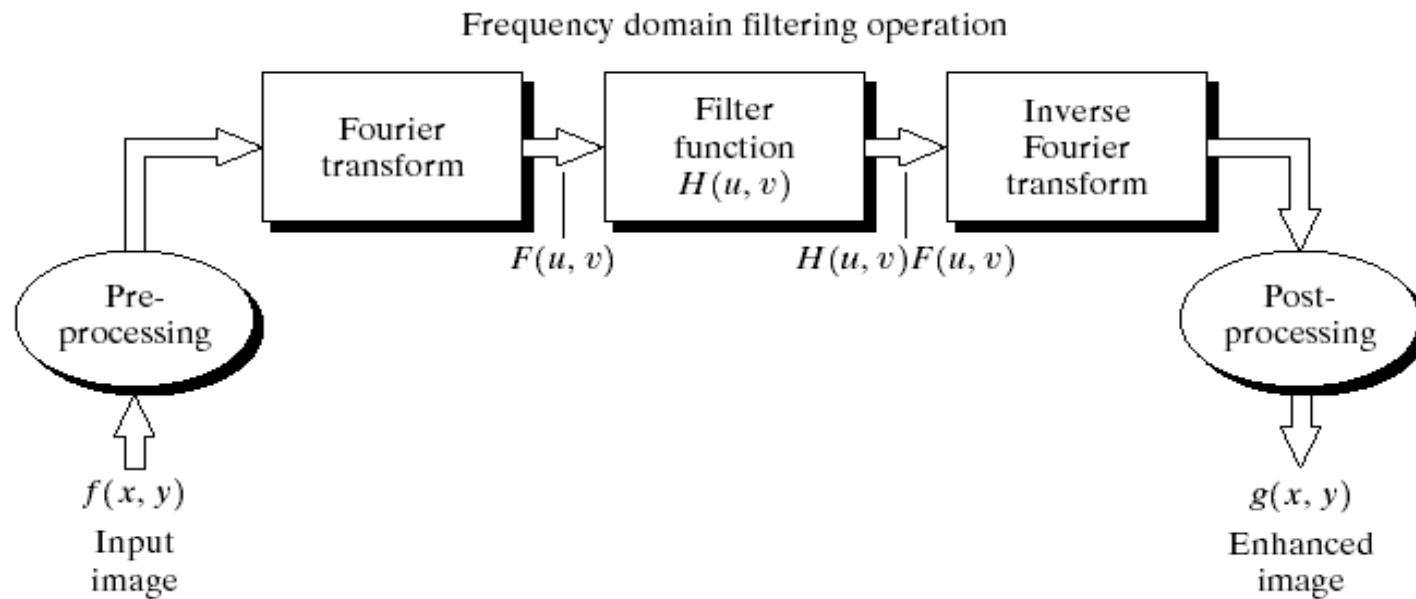 Frequency domain filtering operation
Fourier
transform
Filter
function
H(u, v)
Inverse
Fourier
transform
F(u, v)
H(u, v)F(u, v)
Pre-
processing
Post-
processing
f(x, y)
Input
image
g(x, y)
Enhanced
image